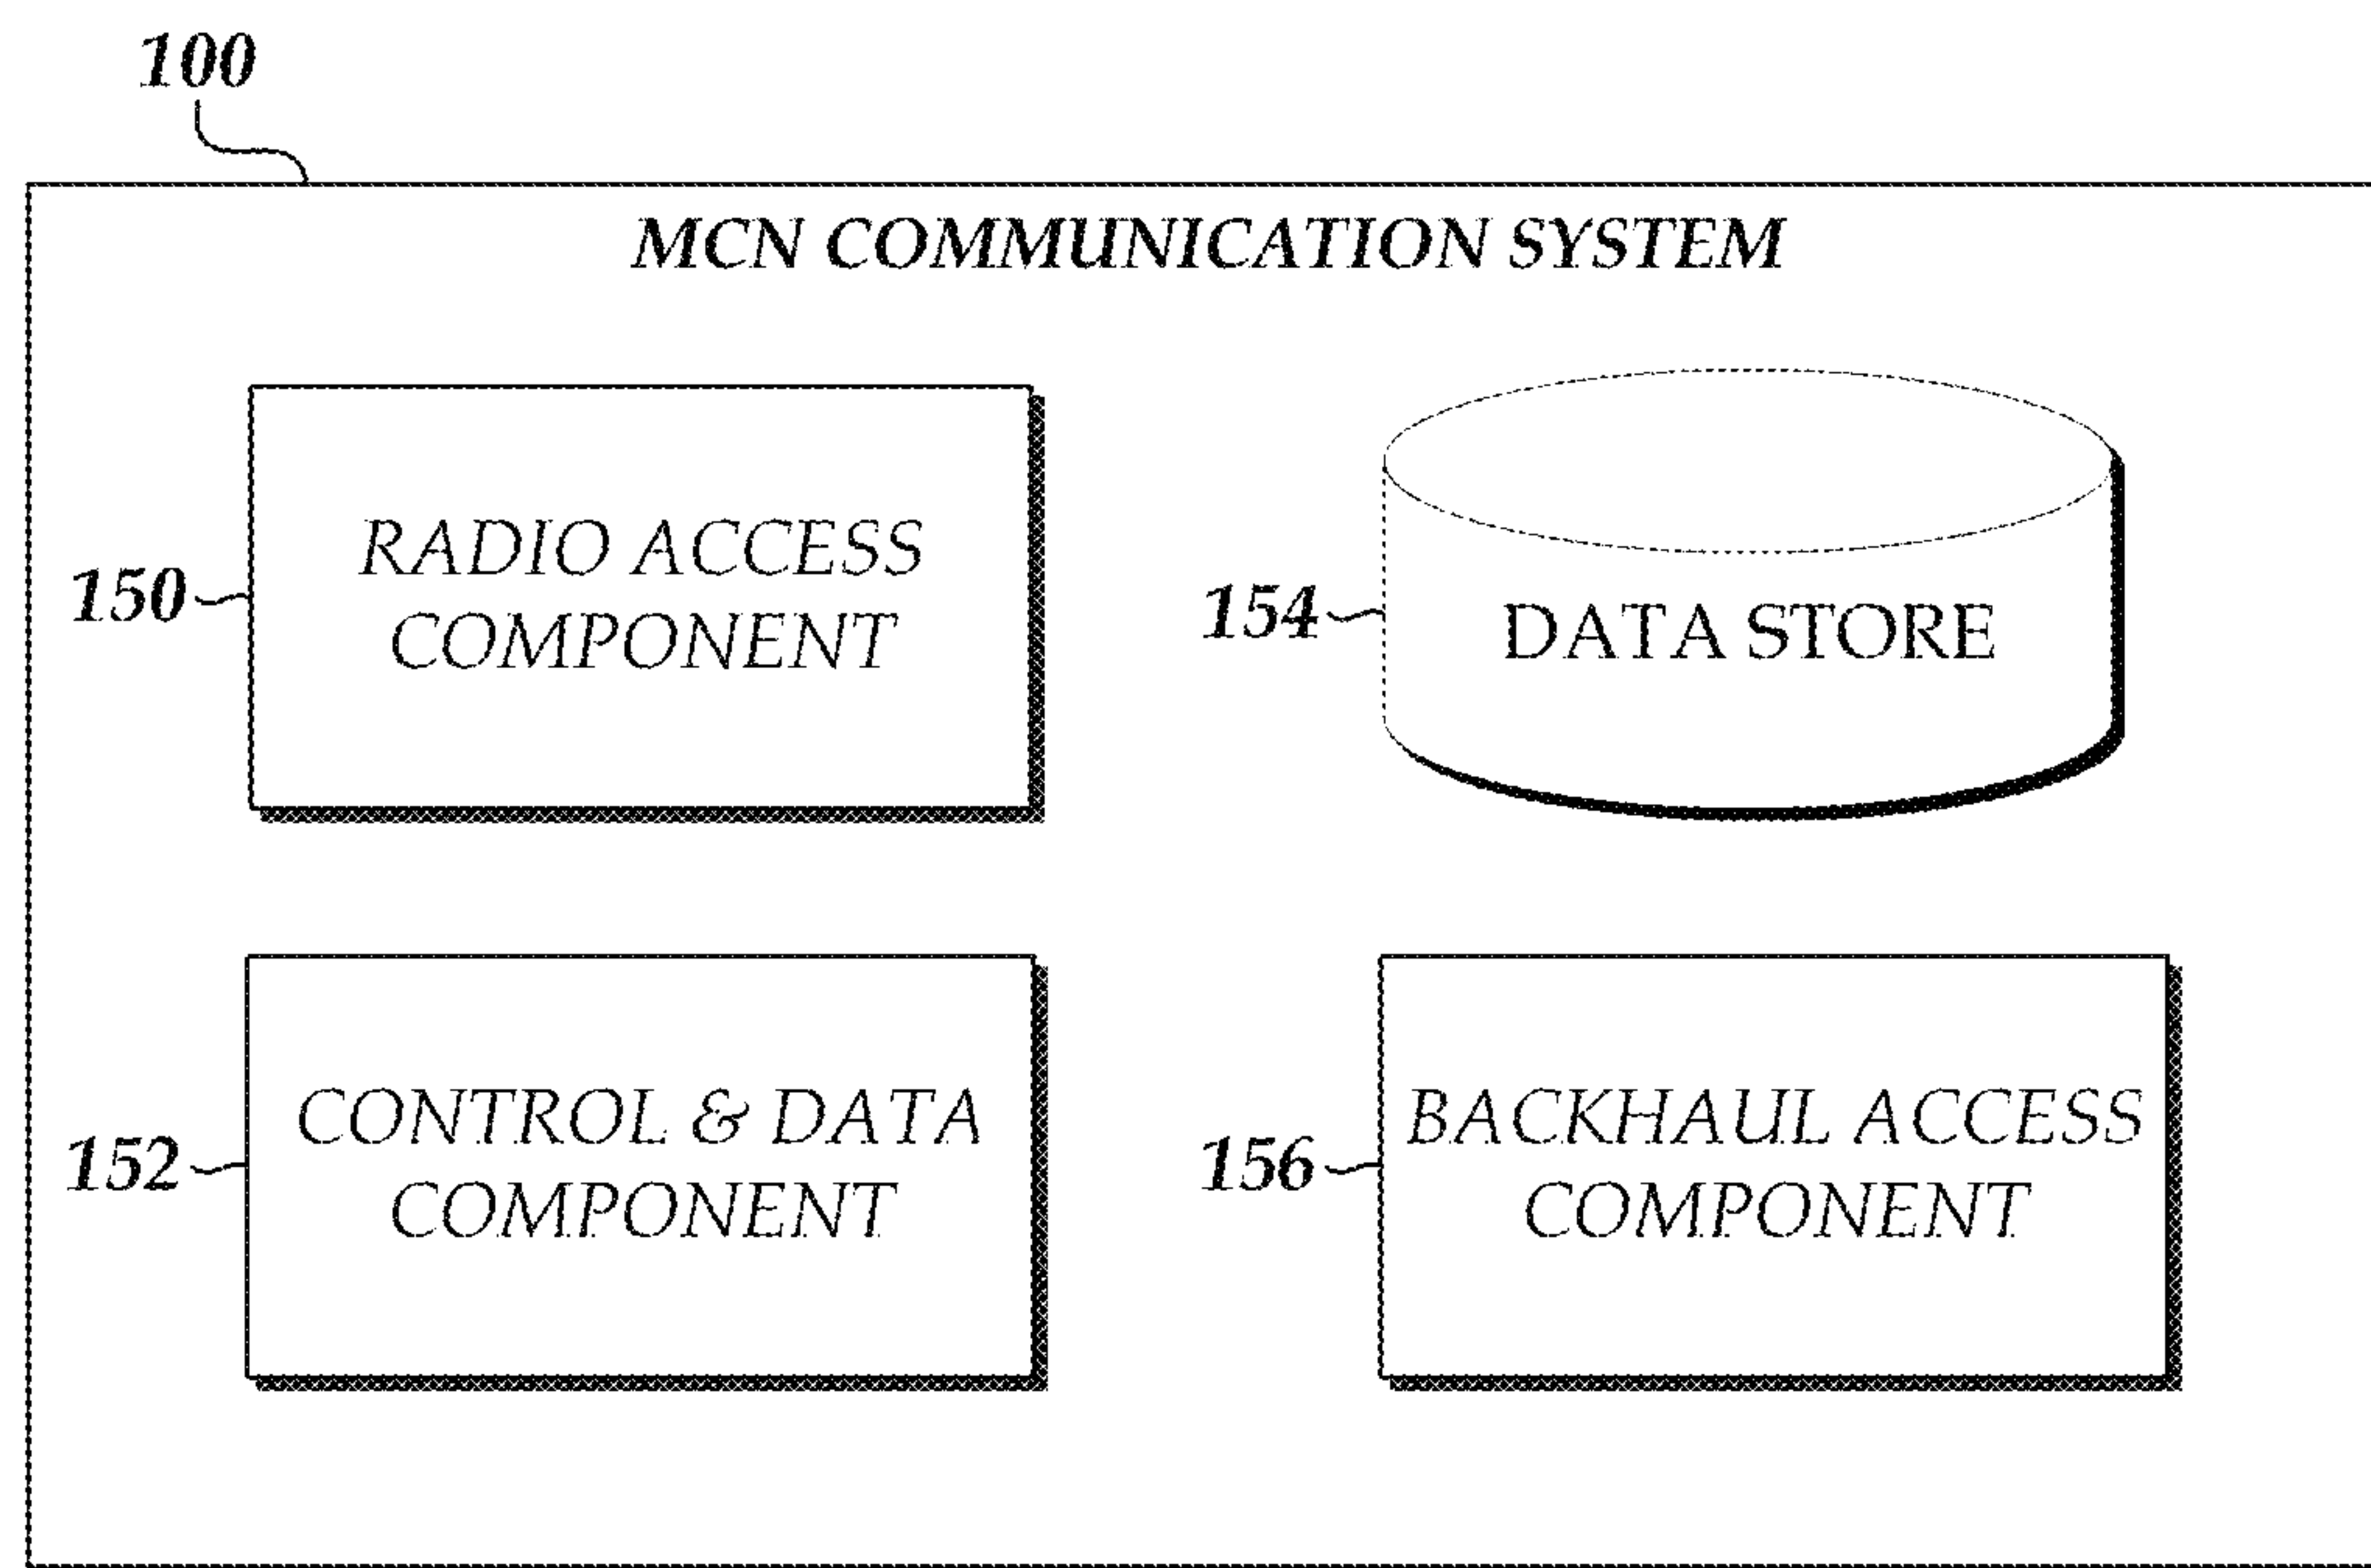 100
MCN COMMUNICATION SYSTEM
150
RADIO ACCESS
COMPONENT
154
DATA STORE
152
CONTROL & DATA
COMPONENT
156
BACKHAUL ACCESS
COMPONENT